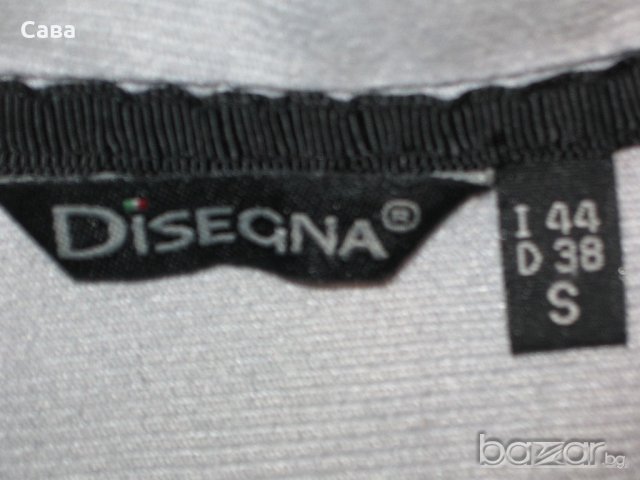 Сава
DiSEGNA®
I 44
D 38
S
bazar.bg